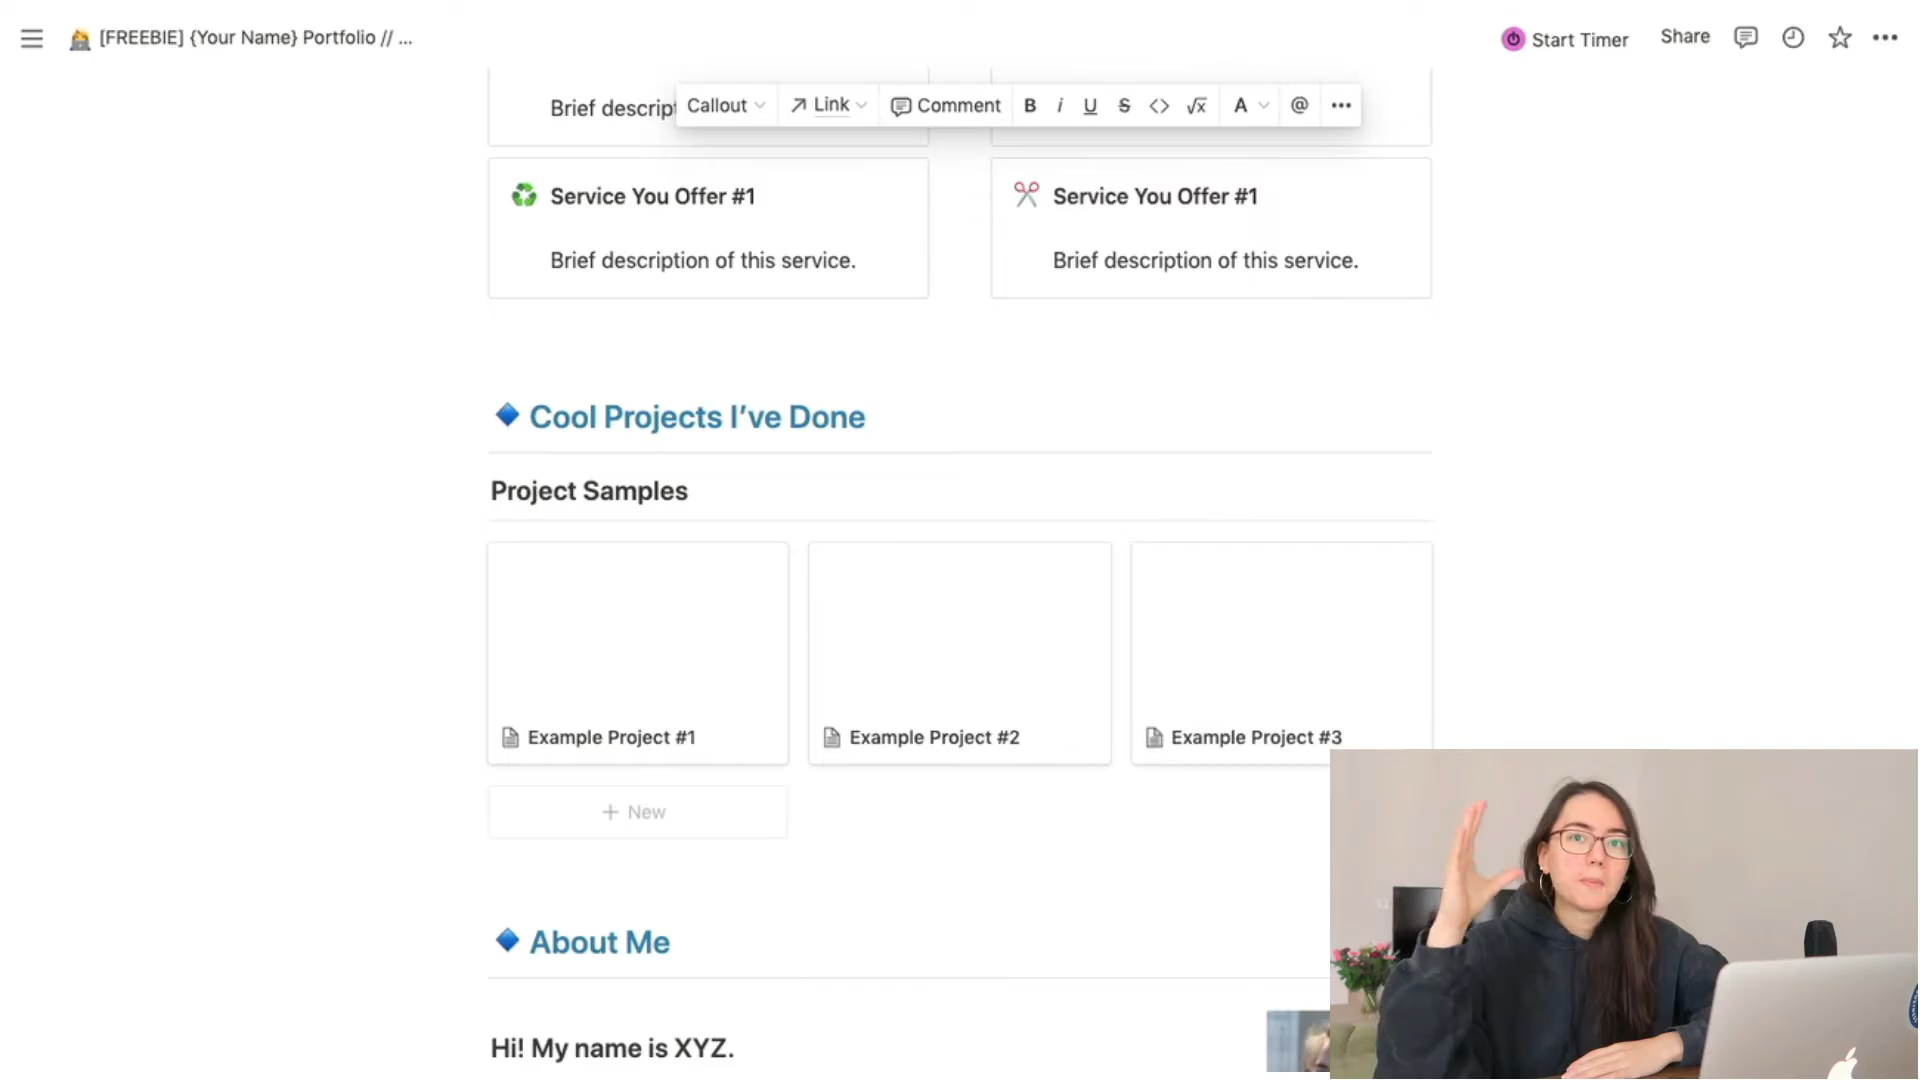 [FREEBIE] {Your Name} Portfolio // ...
Start Timer
Share
Callout
Link
Comment
B
i
U
S
<>
√x
A
@
Brief descript
Service You Offer #1
Brief description of this service.
Service You Offer #1
Brief description of this service.
Cool Projects I’ve Done
Project Samples
Example Project #1
Example Project #2
Example Project #3
+ New
About Me
Hi! My name is XYZ.